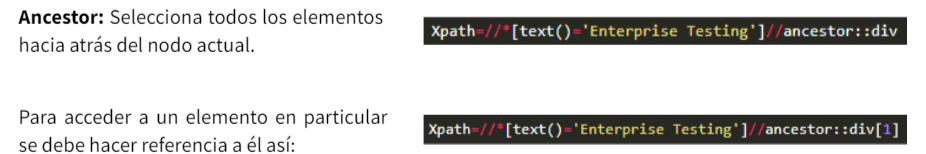 Ancestor: Selecciona todos los elementos
hacia atrás del nodo actual.
Xpath=//*[text()='Enterprise Testing']//ancestor::div
Para acceder a un elemento en particular
se debe hacer referencia a él así:
Xpath=//*[text()='Enterprise Testing']//ancestor::div[1]